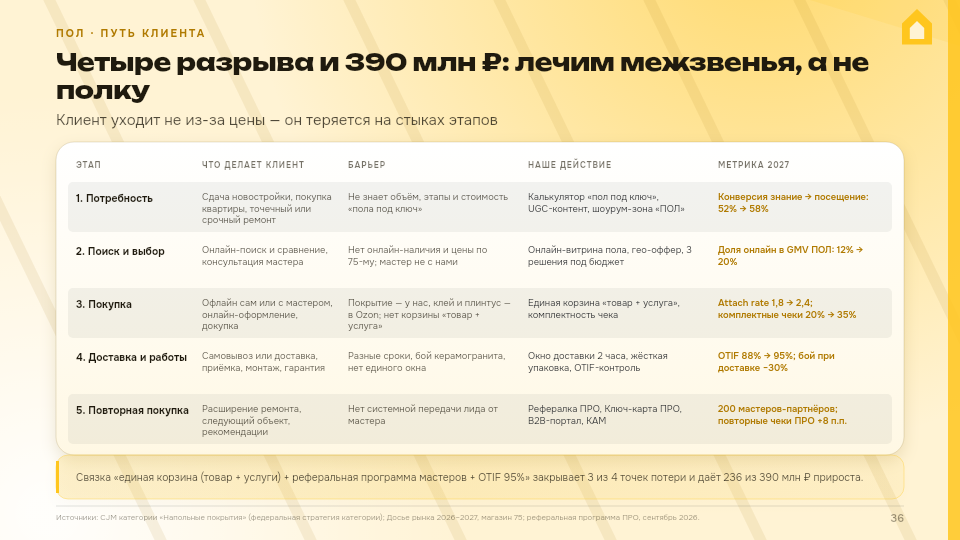 ПОЛ · ПУТЬ КЛИЕНТА
Четыре разрыва и 390 млн ₽: лечим межзвенья, а не
полку
Клиент уходит не из-за цены — он теряется на стыках этапов
ЭТАП
ЧТО ДЕЛАЕТ КЛИЕНТ
БАРЬЕР
НАШЕ ДЕЙСТВИЕ
МЕТРИКА 2027
1. Потребность
Сдача новостройки, покупка
квартиры, точечный или
срочный ремонт
Не знает объём, этапы и стоимость
«пола под ключ»
Калькулятор «пол под ключ»,
UGC-контент, шоурум-зона «ПОЛ»
Конверсия знание → посещение:
52% → 58%
2. Поиск и выбор
Онлайн-поиск и сравнение,
консультация мастера
Нет онлайн-наличия и цены по
75-му; мастер не с нами
Онлайн-витрина пола, гео-оффер, 3
решения под бюджет
Доля онлайн в GMV ПОЛ: 12% →
20%
3. Покупка
Офлайн сам или с мастером,
онлайн-оформление,
докупка
Покрытие — у нас, клей и плинтус —
в Ozon; нет корзины «товар +
услуга»
Единая корзина «товар + услуга»,
комплектность чека
Attach rate 1,8 → 2,4;
комплектные чеки 20% → 35%
4. Доставка и работы
Самовывоз или доставка,
приёмка, монтаж, гарантия
Разные сроки, бой керамогранита,
нет единого окна
Окно доставки 2 часа, жёсткая
упаковка, OTIF-контроль
OTIF 88% → 95%; бой при
доставке −30%
5. Повторная покупка
Расширение ремонта,
следующий объект,
рекомендации
Нет системной передачи лида от
мастера
Рефералка ПРО, Ключ-карта ПРО,
B2B-портал, КАМ
200 мастеров-партнёров;
повторные чеки ПРО +8 п.п.
Связка «единая корзина (товар + услуги) + реферальная программа мастеров + OTIF 95%» закрывает 3 из 4 точек потери и даёт 236 из 390 млн ₽ прироста.
Источники: CJM категории «Напольные покрытия» (федеральная стратегия категории); Досье рынка 2026–2027, магазин 75; реферальная программа ПРО, сентябрь 2026.
36